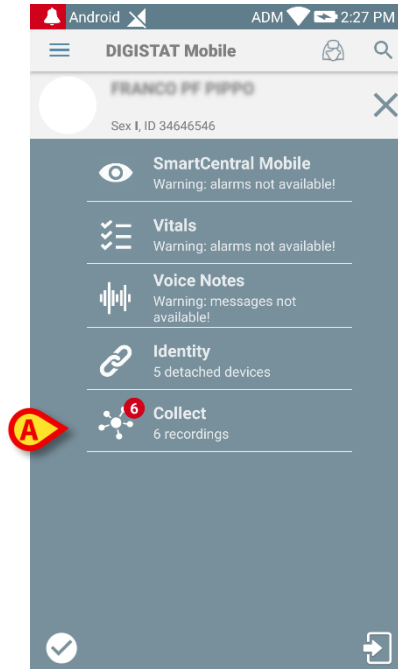 Android ADM 2:27 PM
DIGISTAT Mobile
Sex I, ID 34646546
SmartCentral Mobile
Warning: alarms not available!
Vitals
Warning: alarms not available!
Voice Notes
Warning: messages not
available!
Identity
5 detached devices
6
Collect
A
6 recordings